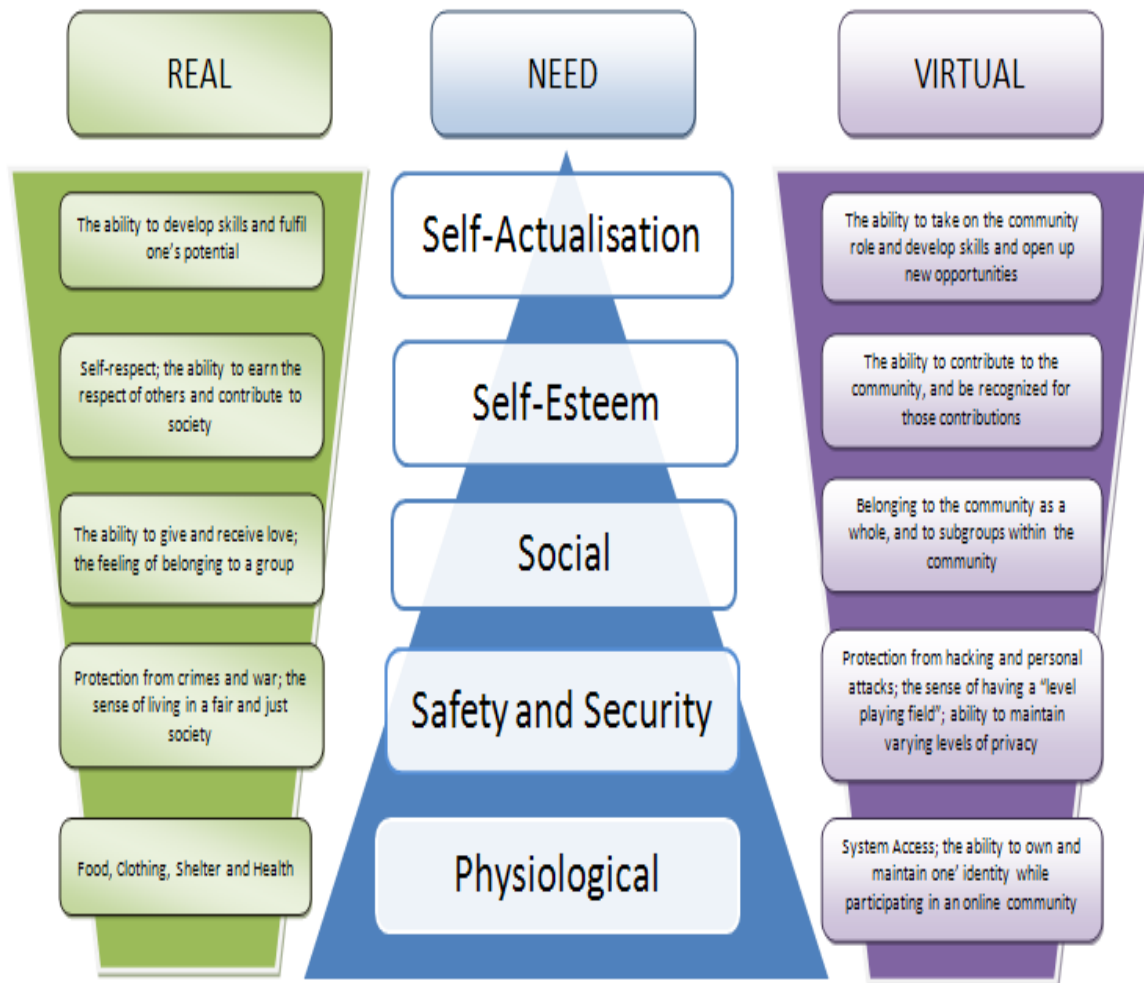 REAL
NEED
VIRTUAL
The ability to develop skills and fulfil
one's potential
Self-Actualisation
The ability to take on the community
role and develop skills and open up
new opportunities
Self-respect; the ability to earn the
respect of others and contribute to
society
Self-Esteem
The ability to contribute to the
community, and be recognized for
those contributions
The ability to give and receive love;
the feeling of belonging to a group
Social
Belonging to the community as a
whole, and to subgroups within the
community
Protection from crimes and war; the
sense of living in a fair and just
society
Safety and Security
Protection from hacking and personal
attacks; the sense of having a “level
playing field”; ability to maintain
varying levels of privacy
Food, Clothing, Shelter and Health
Physiological
System Access; the ability to own and
maintain one’ identity while
participating in an online community